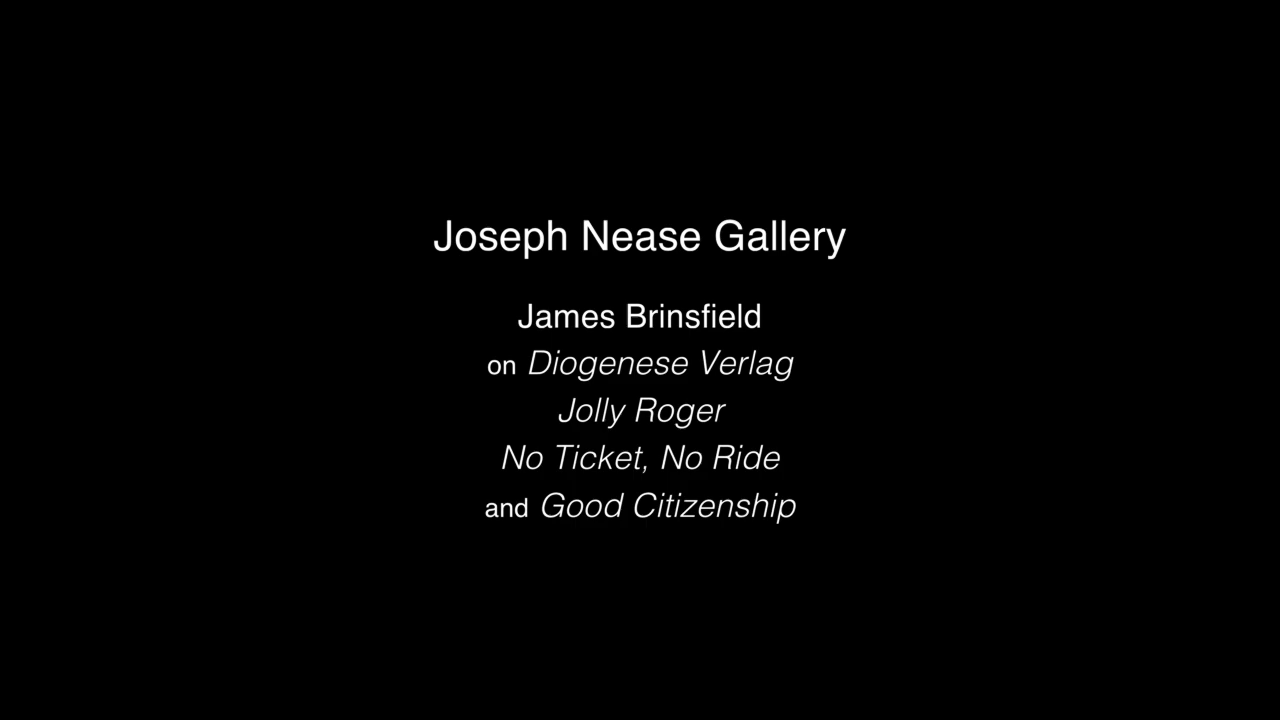 Joseph Nease Gallery
James Brinsfield
on Diogenese Verlag
Jolly Roger
No Ticket, No Ride
and Good Citizenship